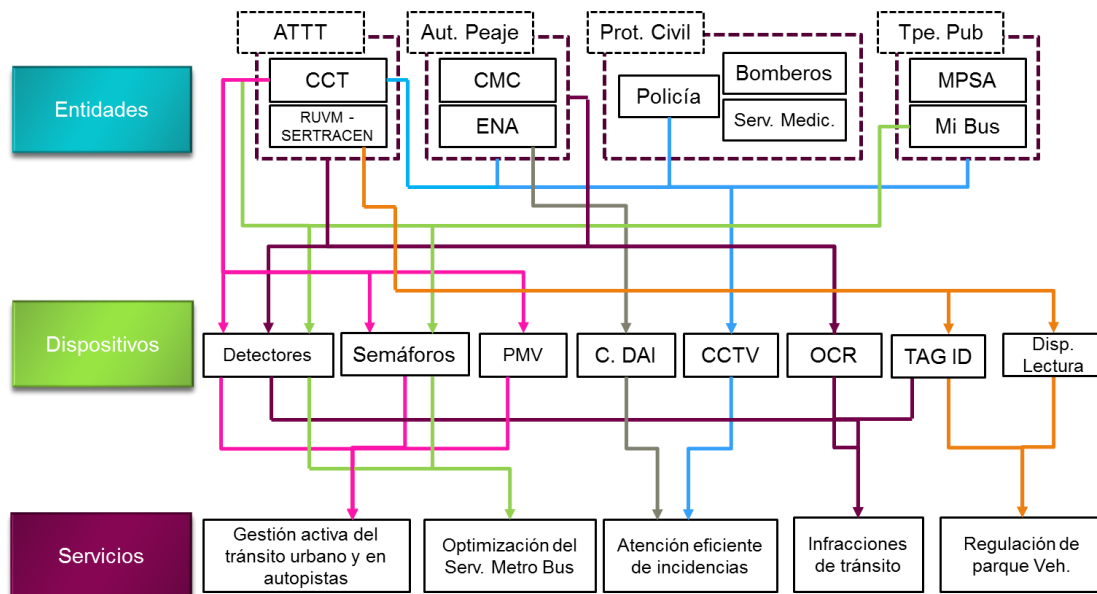 ATTT
Aut. Peaje
Prot. Civil
Tpe. Pub
Entidades
CCT
RUVM -
SERTRACEN
CMC
ENA
Policía
Bomberos
Serv. Medic.
MPSA
Mi Bus
Dispositivos
Detectores
Semáforos
PMV
C. DAI
CCTV
OCR
TAG ID
Disp.
Lectura
Servicios
Gestión activa del
tránsito urbano y en
autopistas
Optimización del
Serv. Metro Bus
Atención eficiente
de incidencias
Infracciones
de tránsito
Regulación de
parque Veh.